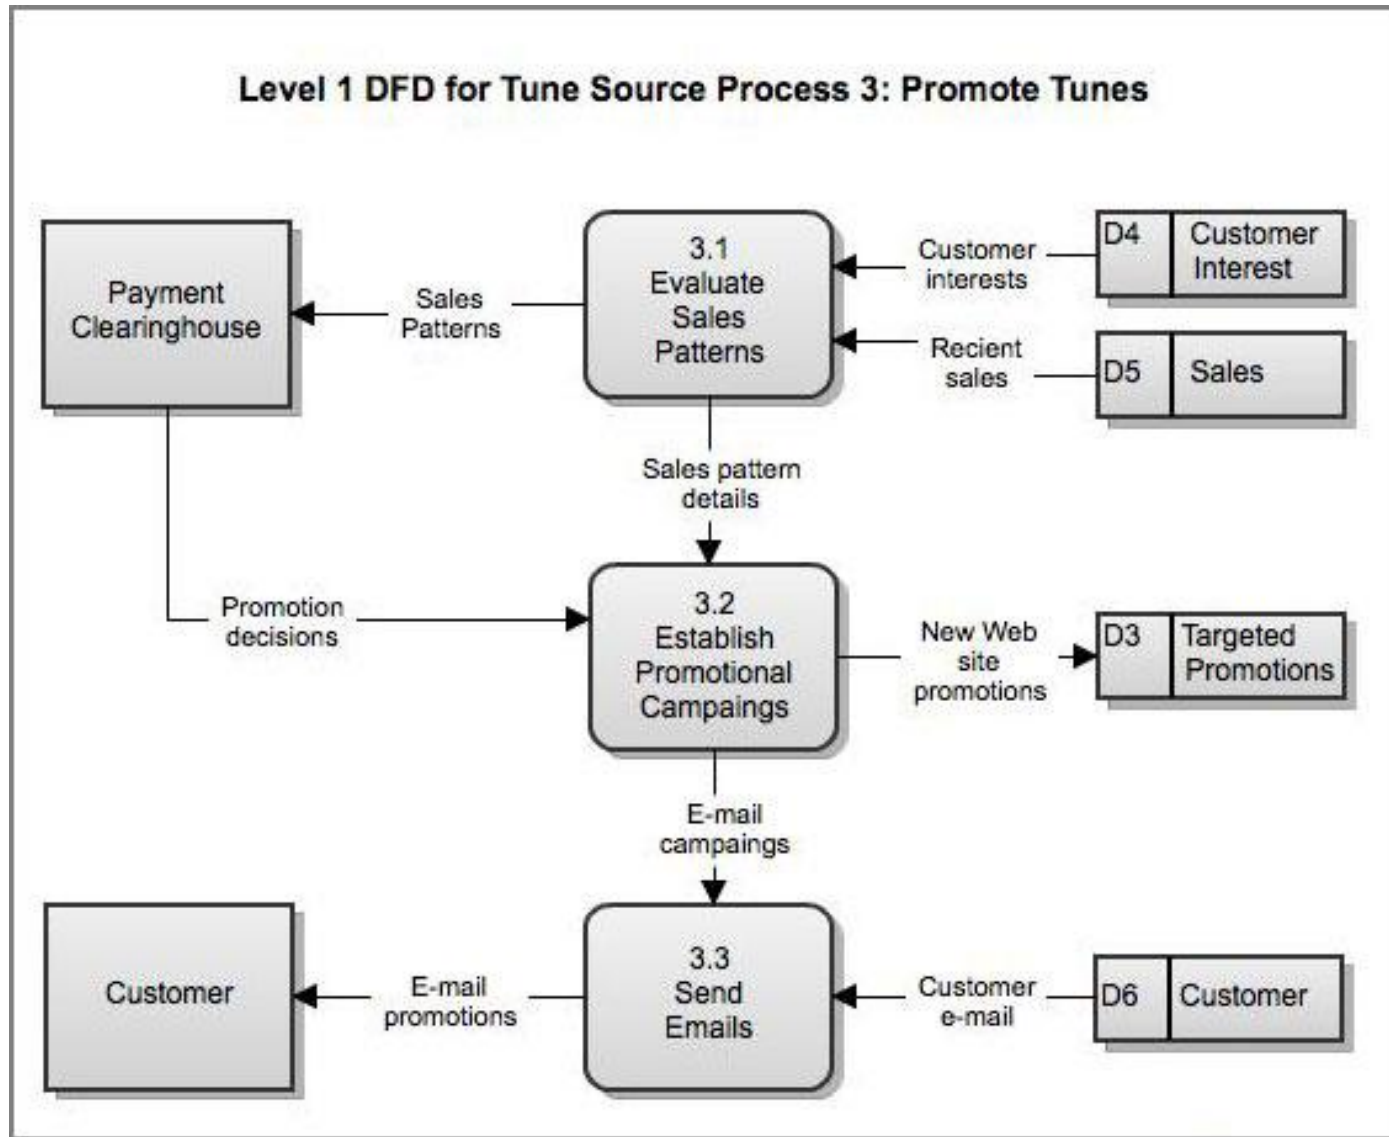 Level 1 DFD for Tune Source Process 3: Promote Tunes
Payment
Clearinghouse
Sales
Patterns
3.1
Evaluate
Sales
Patterns
Customer
interests
D4
Customer
Interest
Recient
sales
D5
Sales
Sales pattern
details
Promotion
decisions
3.2
Establish
Promotional
Campaings
New Web
site
promotions
D3
Targeted
Promotions
E-mail
campaings
Customer
E-mail
promotions
3.3
Send
Emails
Customer
e-mail
D6
Customer